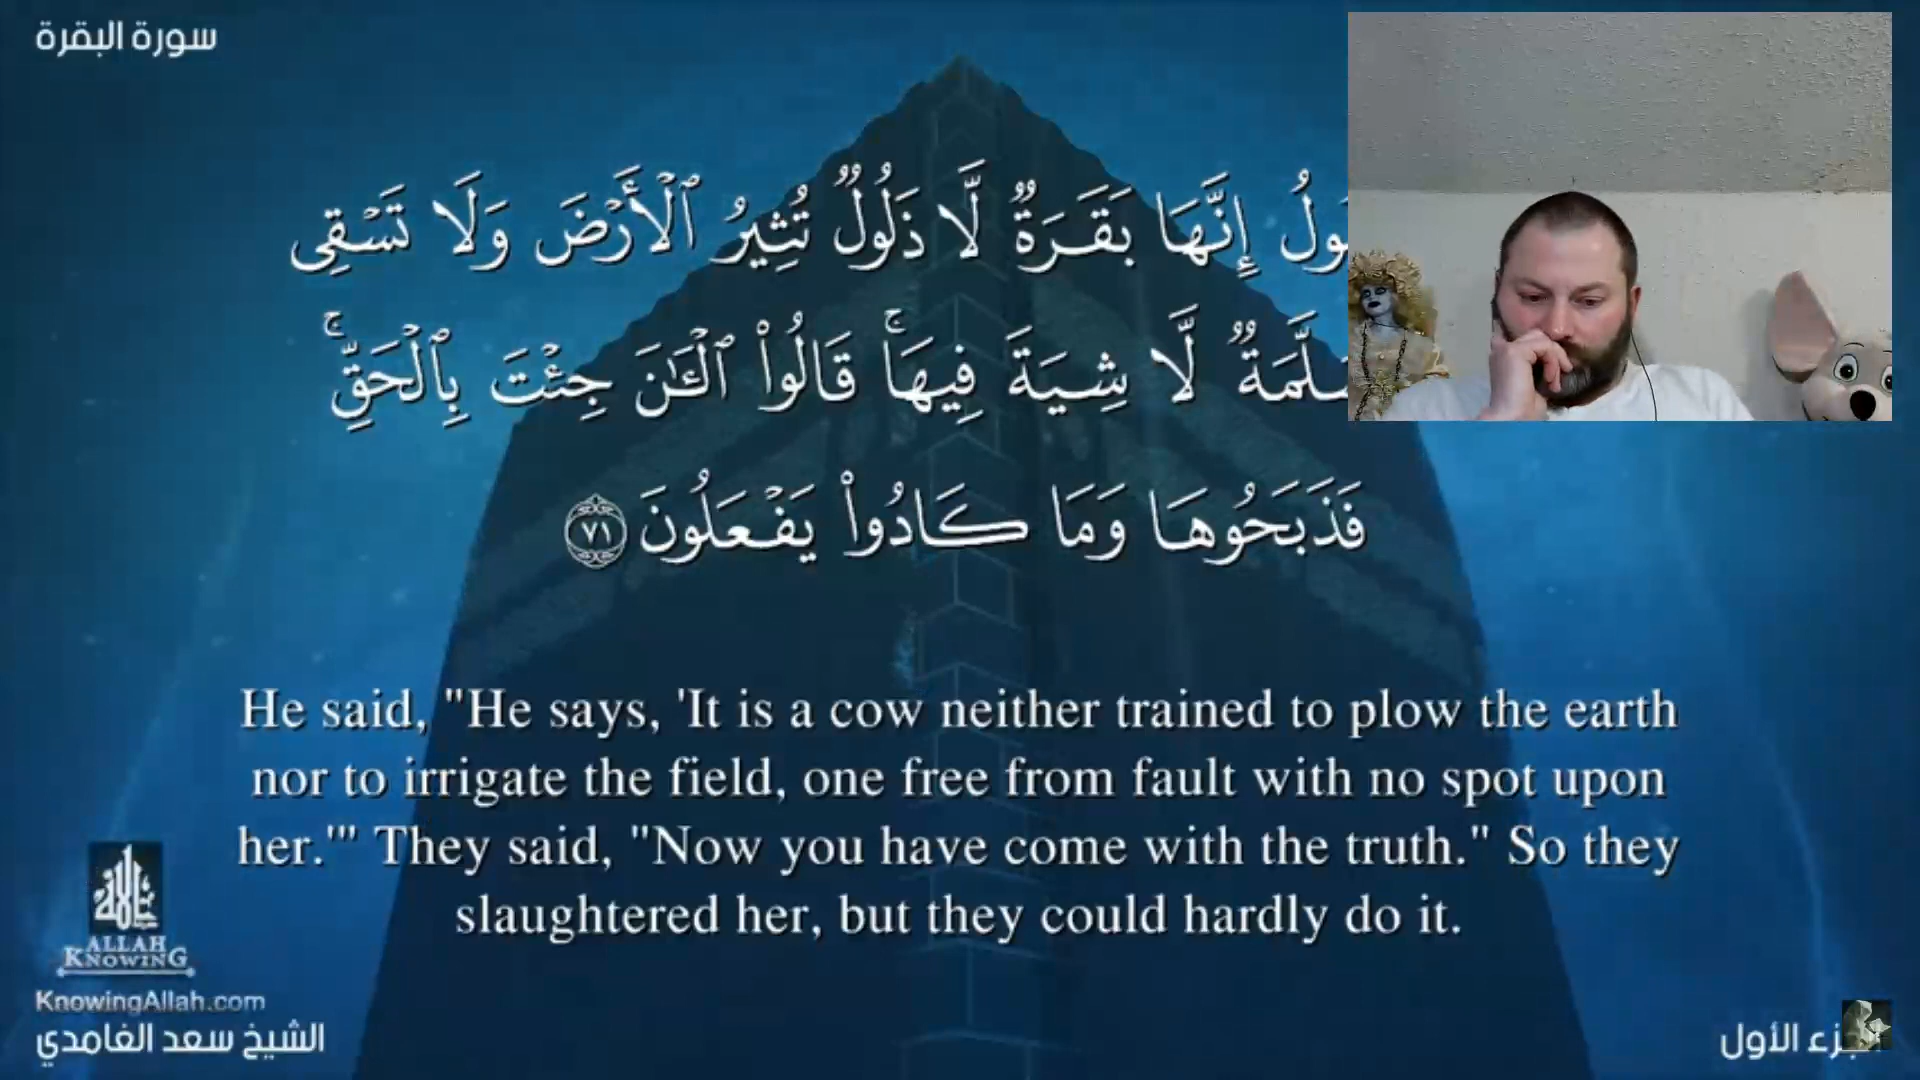 سورة البقرة
إِنَّهَا بَقَرَةٌ لَّا ذَلُولٌ تُثِيرُ ٱلْأَرْضَ وَلَا تَسْقِى
لَّا شِيَةَ فِيهَا ۚ قَالُوا۟ ٱلْـَٰٔنَ جِئْتَ بِٱلْحَقِّ ۚ
فَذَبَحُوهَا وَمَا كَادُوا۟ يَفْعَلُونَ ٧١
He said, "He says, 'It is a cow neither trained to plow the earth
nor to irrigate the field, one free from fault with no spot upon
her.'" They said, "Now you have come with the truth." So they
slaughtered her, but they could hardly do it.
ALLAH
KNOWING
KnowingAllah.com
الشيخ سعد الغامدي
الأول